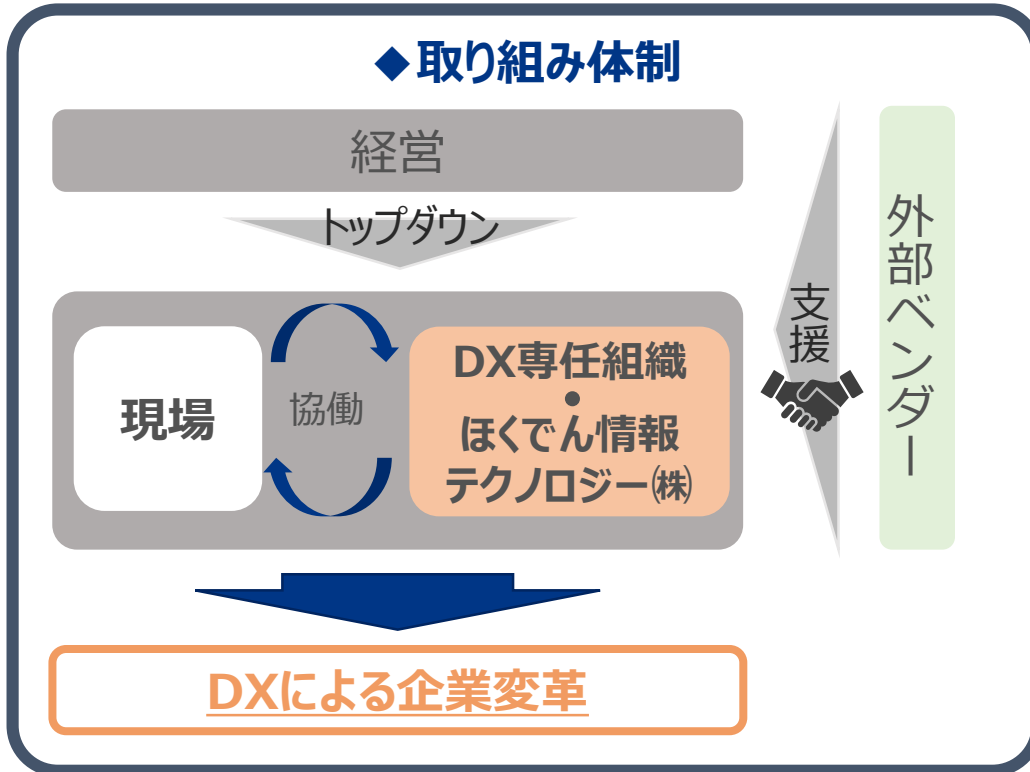 ◆取り組み体制
経営
トップダウン
現場
協働
DX専任組織
・
ほくでん情報
テクノロジー㈱
支援
外部ベンダー
DXによる企業変革